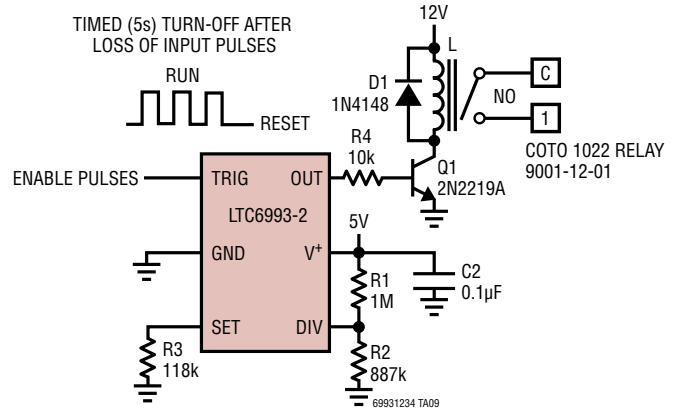 TIMED (5s) TURN-OFF AFTER
LOSS OF INPUT PULSES
RUN
RESET
12V
L
D1
1N4148
NO
C
1
COTO 1022 RELAY
9001-12-01
R4
10k
Q1
2N2219A
ENABLE PULSES
TRIG
OUT
LTC6993-2
GND
V+
5V
C2
0.1µF
R1
1M
SET
DIV
R3
118k
R2
887k
69931234 TA09